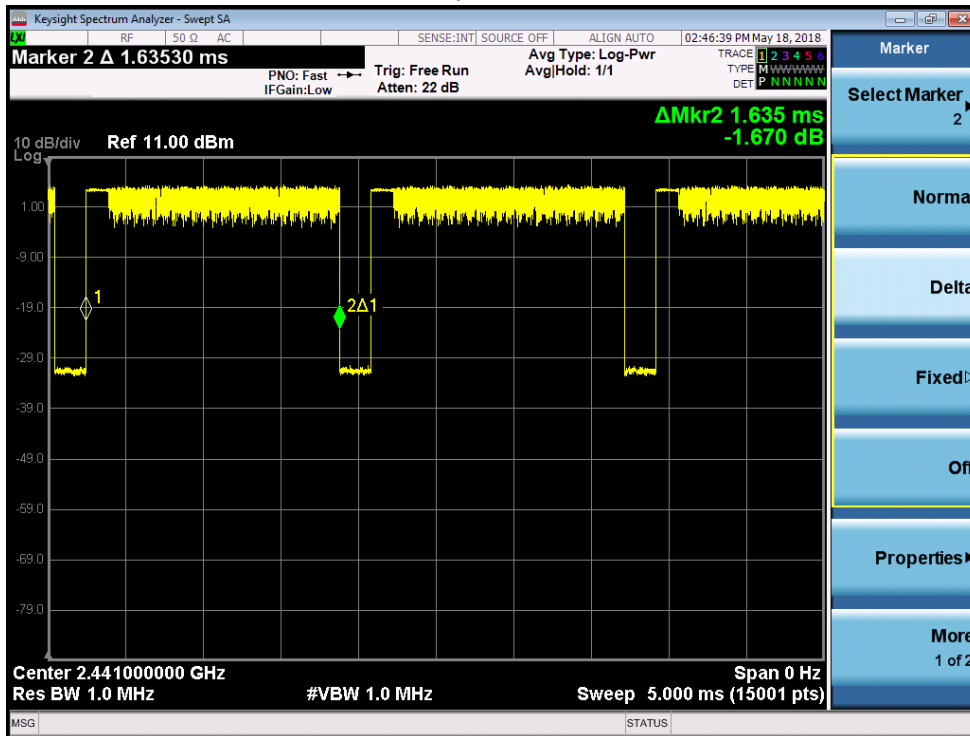 Keysight Spectrum Analyzer - Swept SA
LXI RF 50 Ω AC SENSE:INT SOURCE OFF ALIGN AUTO 02:46:39 PM May 18, 2018
Marker 2 Δ 1.63530 ms
PNO: Fast
IFGain:Low
Trig: Free Run
Atten: 22 dB
Avg Type: Log-Pwr
Avg|Hold: 1/1
TRACE 1 2 3 4 5 6
TYPE M WWWWW
DET P N N N N N
ΔMkr2 1.635 ms
-1.670 dB
10 dB/div Ref 11.00 dBm
Log
1.00
-9.00
-19.0
-29.0
-39.0
-49.0
-59.0
-69.0
-79.0
1
2Δ1
Center 2.441000000 GHz Span 0 Hz
Res BW 1.0 MHz #VBW 1.0 MHz Sweep 5.000 ms (15001 pts)
MSG STATUS
Marker
Select Marker
2
Norma
Delta
Fixed
Off
Properties
More
1 of 2